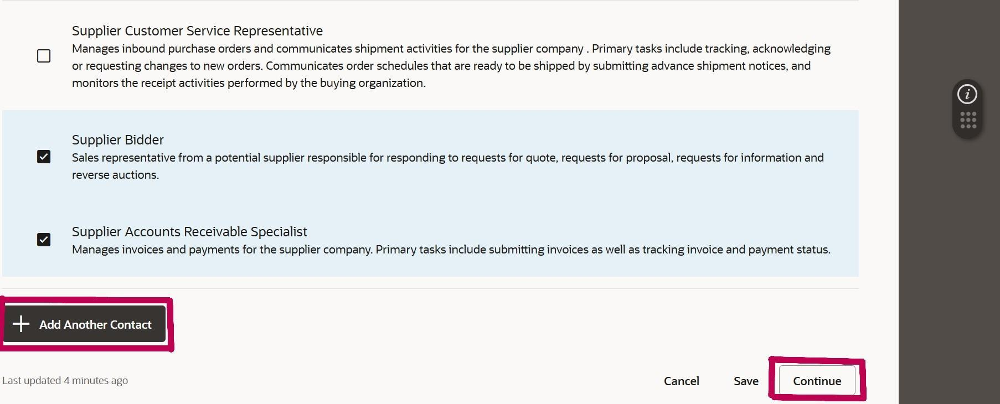 Supplier Customer Service Representative
Manages inbound purchase orders and communicates shipment activities for the supplier company . Primary tasks include tracking, acknowledging
or requesting changes to new orders. Communicates order schedules that are ready to be shipped by submitting advance shipment notices, and
monitors the receipt activities performed by the buying organization.
Supplier Bidder
Sales representative from a potential supplier responsible for responding to requests for quote, requests for proposal, requests for information and
reverse auctions.
Supplier Accounts Receivable Specialist
Manages invoices and payments for the supplier company. Primary tasks include submitting invoices as well as tracking invoice and payment status.
Add Another Contact
Last updated 4 minutes ago
Cancel
Save
Continue
i